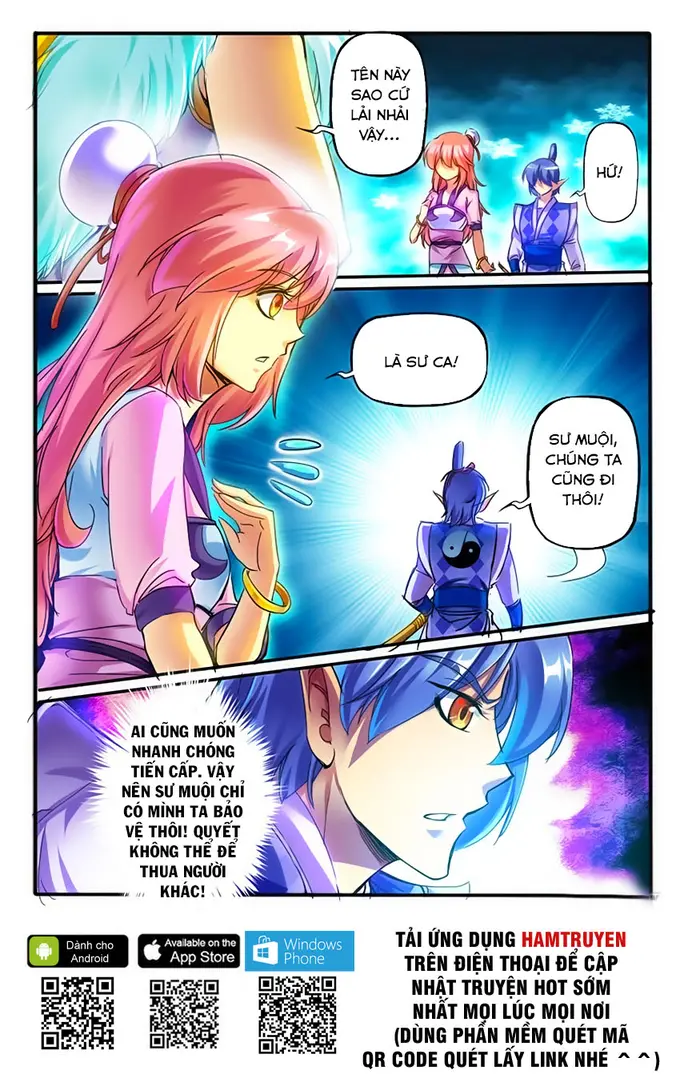 TÊN NÀY
SAO CỨ
LẢI NHẢI
VẬY...
HỨ!
LÀ SƯ CA!
SƯ MUỘI,
CHÚNG TA
CŨNG ĐI
THÔI!
AI CŨNG MUỐN
NHANH CHÓNG
TIẾN CẤP. VẬY
NÊN SƯ MUỘI CHỈ
CÓ MÌNH TA BẢO
VỆ THÔI! QUYẾT
KHÔNG THỂ ĐỂ
THUA NGƯỜI
KHÁC!
Dành cho
Android
Available on the
App Store
Windows
Phone
TẢI ỨNG DỤNG HAMTRUYEN
TRÊN ĐIỆN THOẠI ĐỂ CẬP
NHẬT TRUYỆN HOT SỚM
NHẤT MỌI LÚC MỌI NƠI
(DÙNG PHẦN MỀM QUÉT MÃ
QR CODE QUÉT LẤY LINK NHÉ ^ ^)